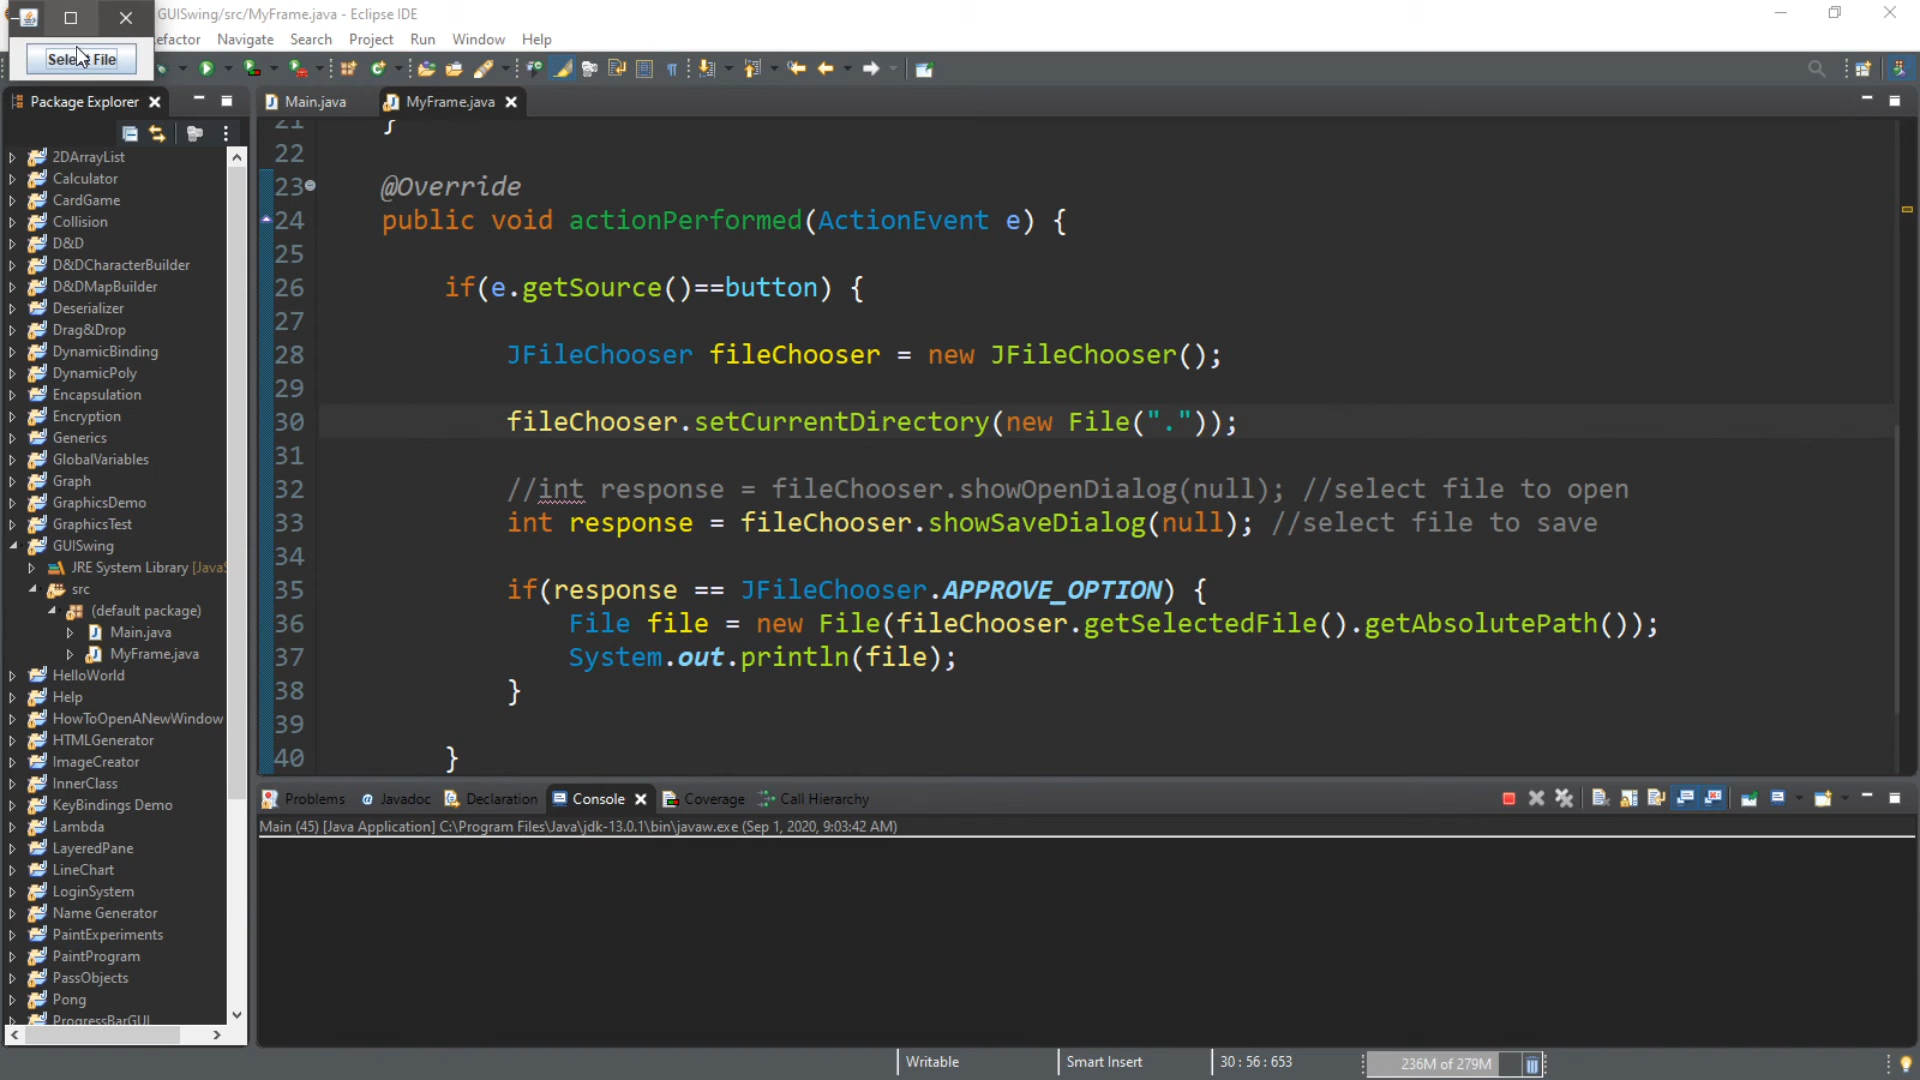 GUISwing/src/MyFrame.java - Eclipse IDE
Select File
efactor Navigate Search Project Run Window Help
Package Explorer
Main.java
MyFrame.java
2DArrayList
Calculator
CardGame
Collision
D&D
D&DCharacterBuilder
D&DMapBuilder
Deserializer
Drag&Drop
DynamicBinding
DynamicPoly
Encapsulation
Encryption
Generics
GlobalVariables
Graph
GraphicsDemo
GraphicsTest
GUISwing
JRE System Library [JavaS
src
(default package)
Main.java
MyFrame.java
HelloWorld
Help
HowToOpenANewWindow
HTMLGenerator
ImageCreator
InnerClass
KeyBindings Demo
Lambda
LayeredPane
LineChart
LoginSystem
Name Generator
PaintExperiments
PaintProgram
PassObjects
Pong
ProgressBarGUI
21 }
22
23 @Override
24 public void actionPerformed(ActionEvent e) {
25
26 if(e.getSource()==button) {
27
28 JFileChooser fileChooser = new JFileChooser();
29
30 fileChooser.setCurrentDirectory(new File("."));
31
32 //int response = fileChooser.showOpenDialog(null); //select file to open
33 int response = fileChooser.showSaveDialog(null); //select file to save
34
35 if(response == JFileChooser.APPROVE_OPTION) {
36 File file = new File(fileChooser.getSelectedFile().getAbsolutePath());
37 System.out.println(file);
38 }
39
40 }
Problems @ Javadoc Declaration Console Coverage Call Hierarchy
Main (45) [Java Application] C:\Program Files\Java\jdk-13.0.1\bin\javaw.exe (Sep 1, 2020, 9:03:42 AM)
Writable Smart Insert 30 : 56 : 653 236M of 279M